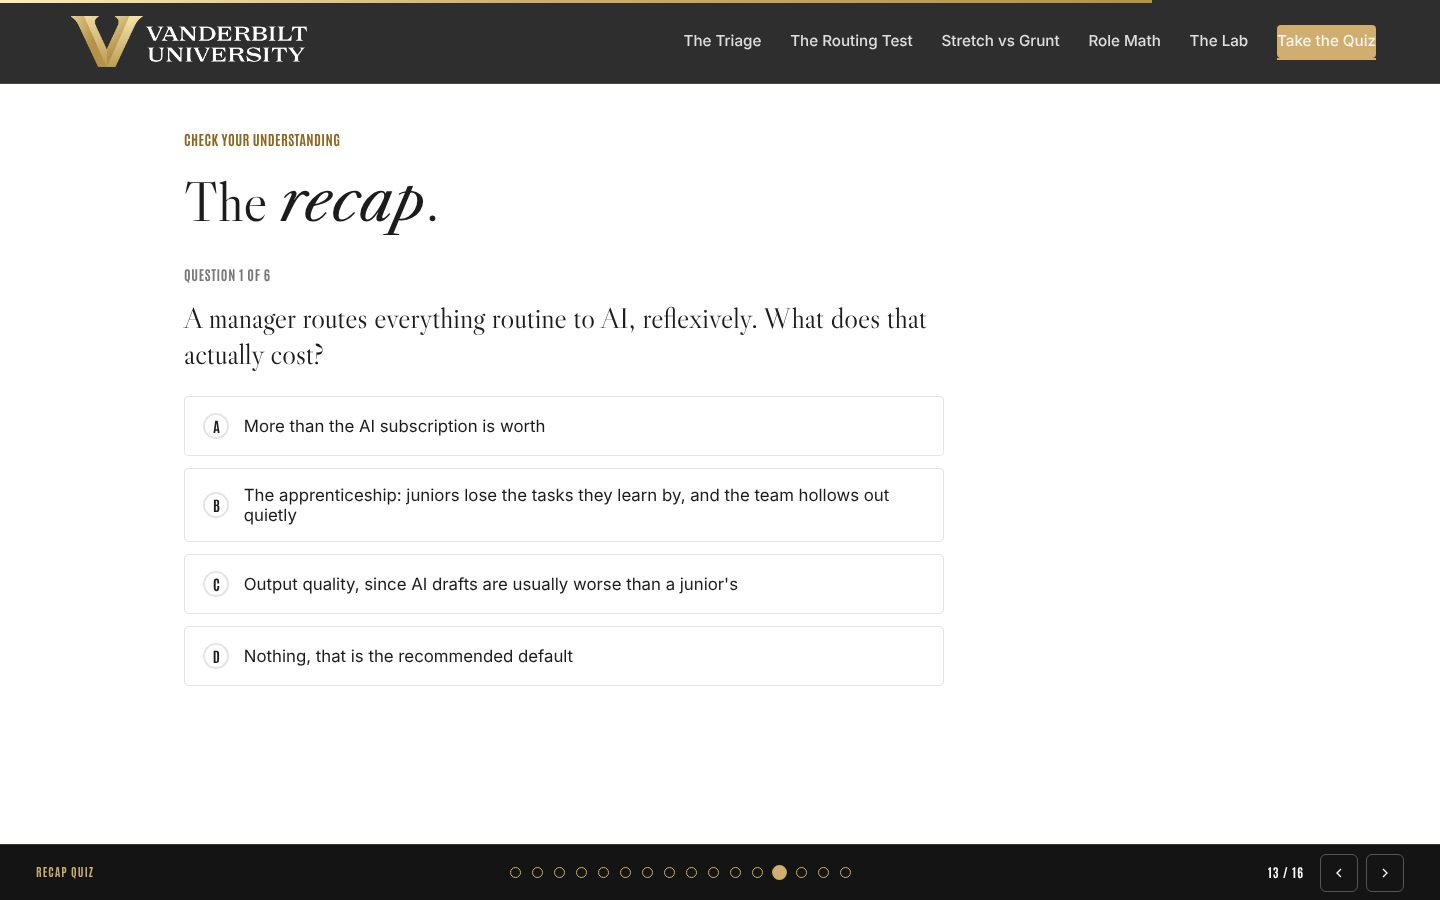 VANDERBILT
UNIVERSITY
The Triage
The Routing Test
Stretch vs Grunt
Role Math
The Lab
Take the Quiz
CHECK YOUR UNDERSTANDING
The recap.
QUESTION 1 OF 6
A manager routes everything routine to AI, reflexively. What does that
actually cost?
A More than the AI subscription is worth
B The apprenticeship: juniors lose the tasks they learn by, and the team hollows out
quietly
C Output quality, since AI drafts are usually worse than a junior's
D Nothing, that is the recommended default
RECAP QUIZ
13 / 16